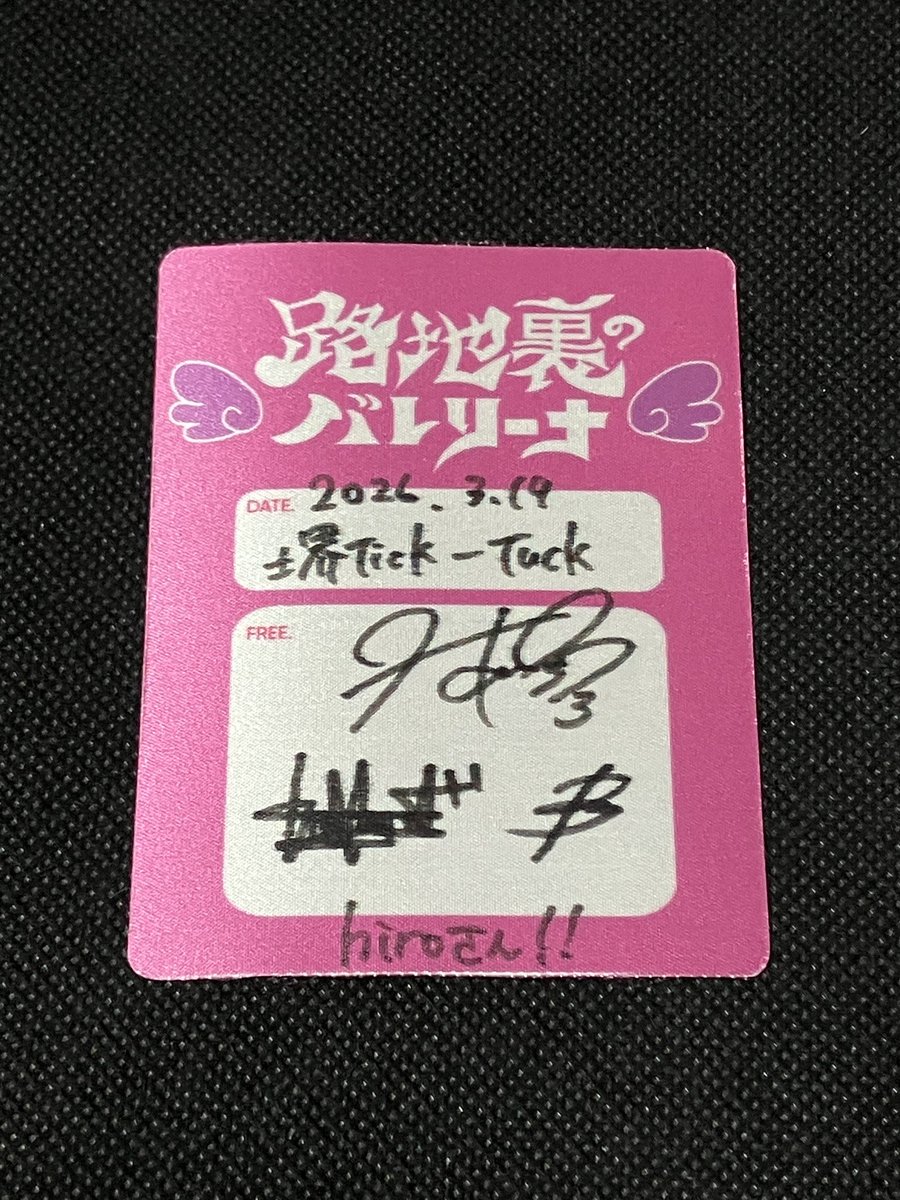 路地裏の
バレリーナ
DATE. 2026. 3.19
堺Tick-Tuck
FREE.
hiroさん!!